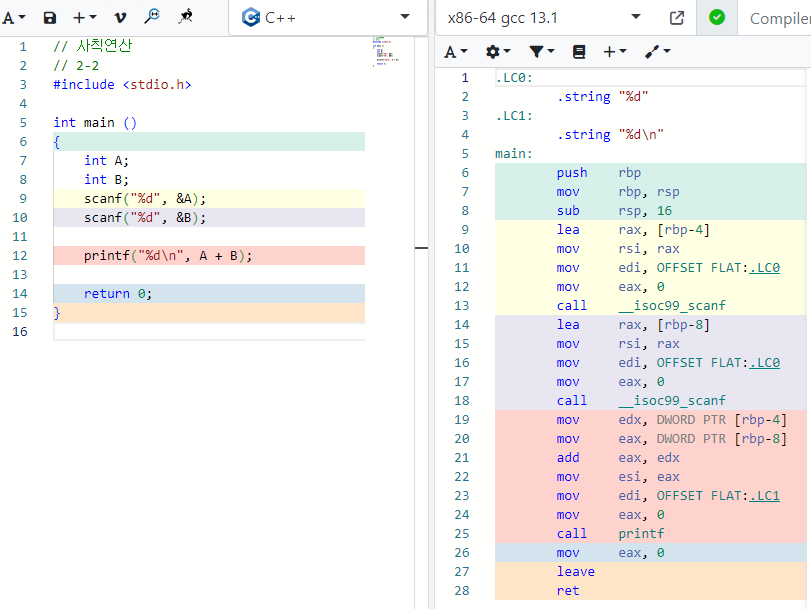 A
+
v
C++
1 // 사칙연산
2 // 2-2
3 #include <stdio.h>
4
5 int main ()
6 {
7     int A;
8     int B;
9     scanf("%d", &A);
10     scanf("%d", &B);
11
12     printf("%d\n", A + B);
13
14     return 0;
15 }
16
x86-64 gcc 13.1
Compiler
A
+
1 .LC0:
2         .string "%d"
3 .LC1:
4         .string "%d\n"
5 main:
6         push    rbp
7         mov     rbp, rsp
8         sub     rsp, 16
9         lea     rax, [rbp-4]
10         mov     rsi, rax
11         mov     edi, OFFSET FLAT:.LC0
12         mov     eax, 0
13         call    __isoc99_scanf
14         lea     rax, [rbp-8]
15         mov     rsi, rax
16         mov     edi, OFFSET FLAT:.LC0
17         mov     eax, 0
18         call    __isoc99_scanf
19         mov     edx, DWORD PTR [rbp-4]
20         mov     eax, DWORD PTR [rbp-8]
21         add     eax, edx
22         mov     esi, eax
23         mov     edi, OFFSET FLAT:.LC1
24         mov     eax, 0
25         call    printf
26         mov     eax, 0
27         leave
28         ret